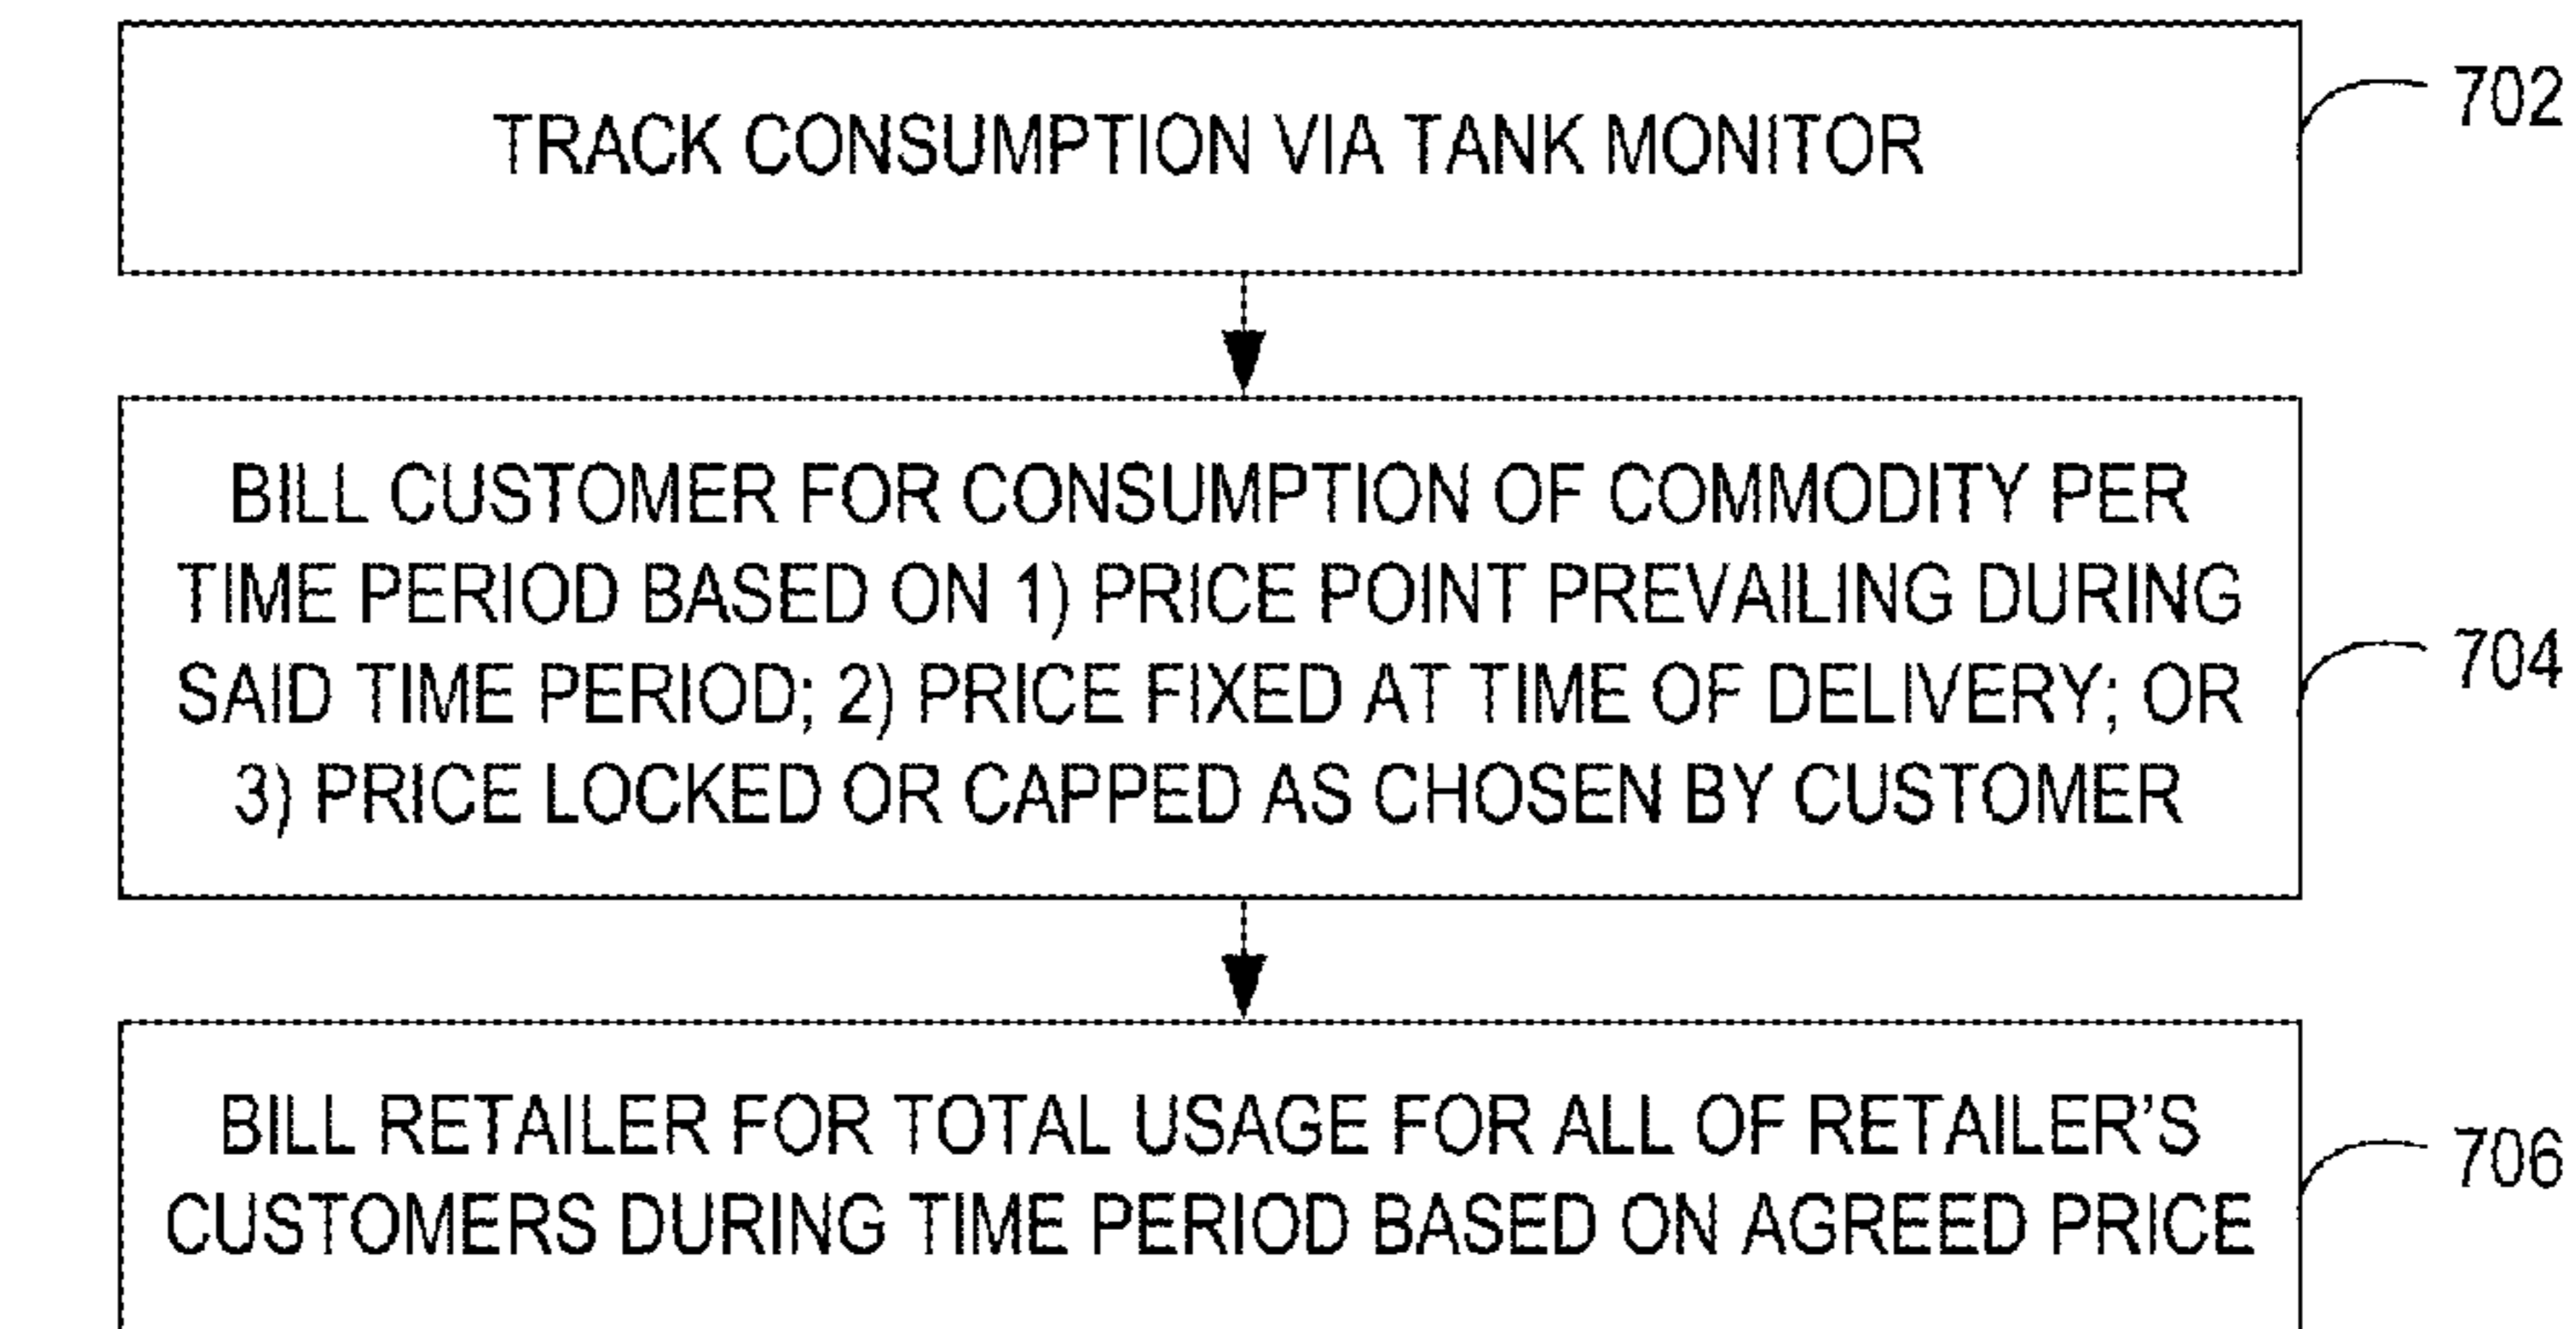 TRACK CONSUMPTION VIA TANK MONITOR
702
BILL CUSTOMER FOR CONSUMPTION OF COMMODITY PER
TIME PERIOD BASED ON 1) PRICE POINT PREVAILING DURING
SAID TIME PERIOD; 2) PRICE FIXED AT TIME OF DELIVERY; OR
3) PRICE LOCKED OR CAPPED AS CHOSEN BY CUSTOMER
704
BILL RETAILER FOR TOTAL USAGE FOR ALL OF RETAILER’S
CUSTOMERS DURING TIME PERIOD BASED ON AGREED PRICE
706